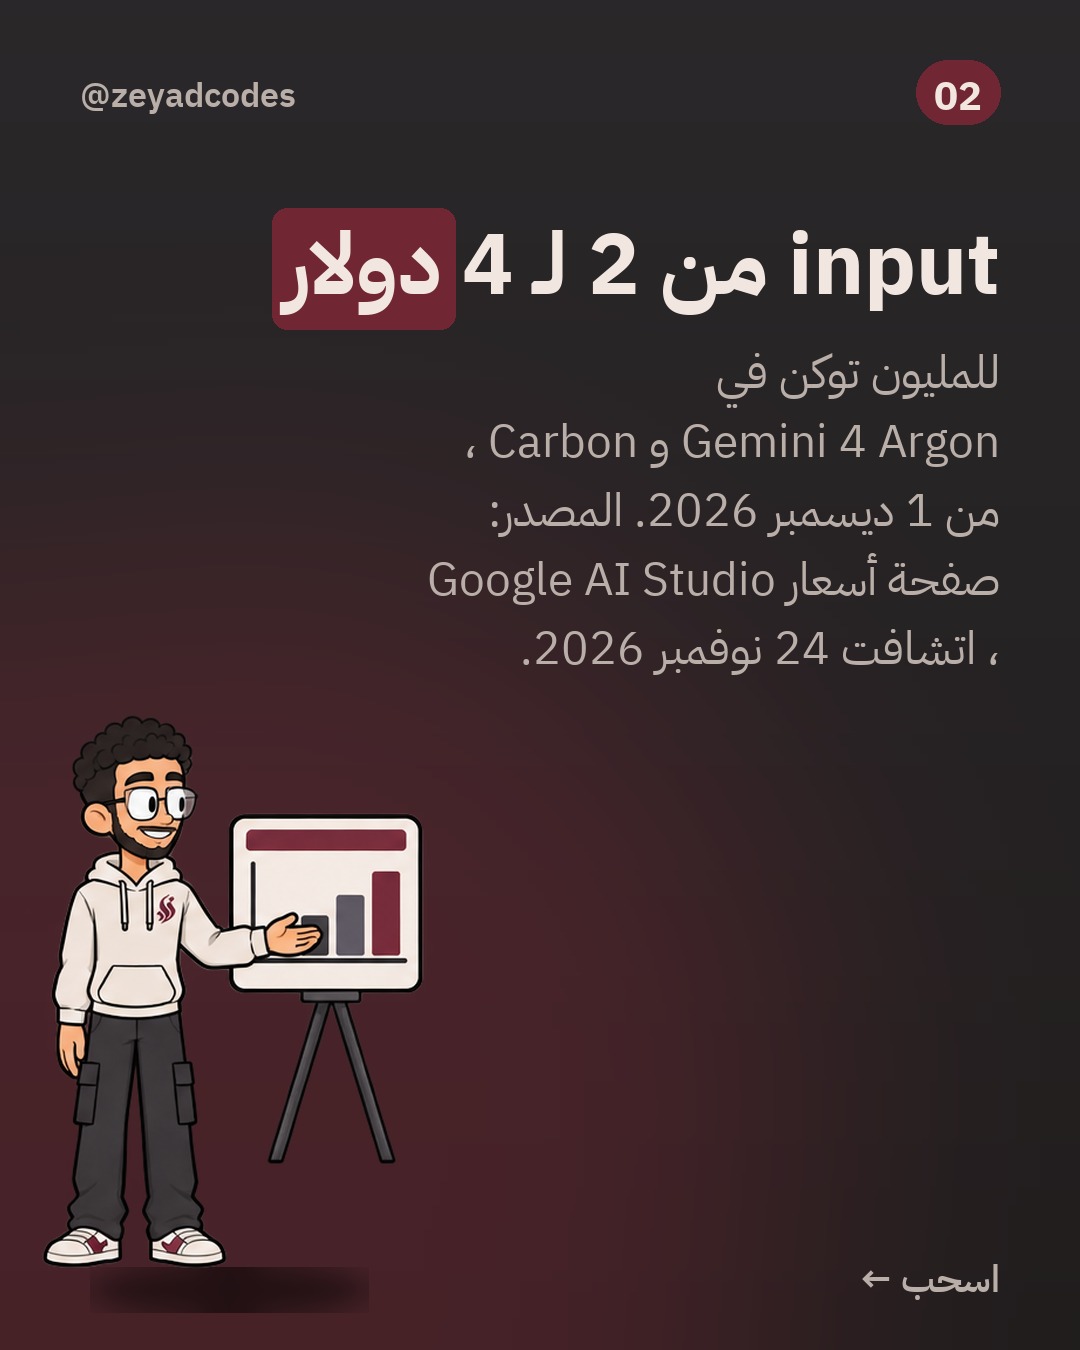 @zeyadcodes
02
input من 2 لـ 4 دولار
للمليون توكن في
Gemini 4 Argon و Carbon ،
من 1 ديسمبر 2026. المصدر:
صفحة أسعار Google AI Studio
، اتشافت 24 نوفمبر 2026.
اسحب ←